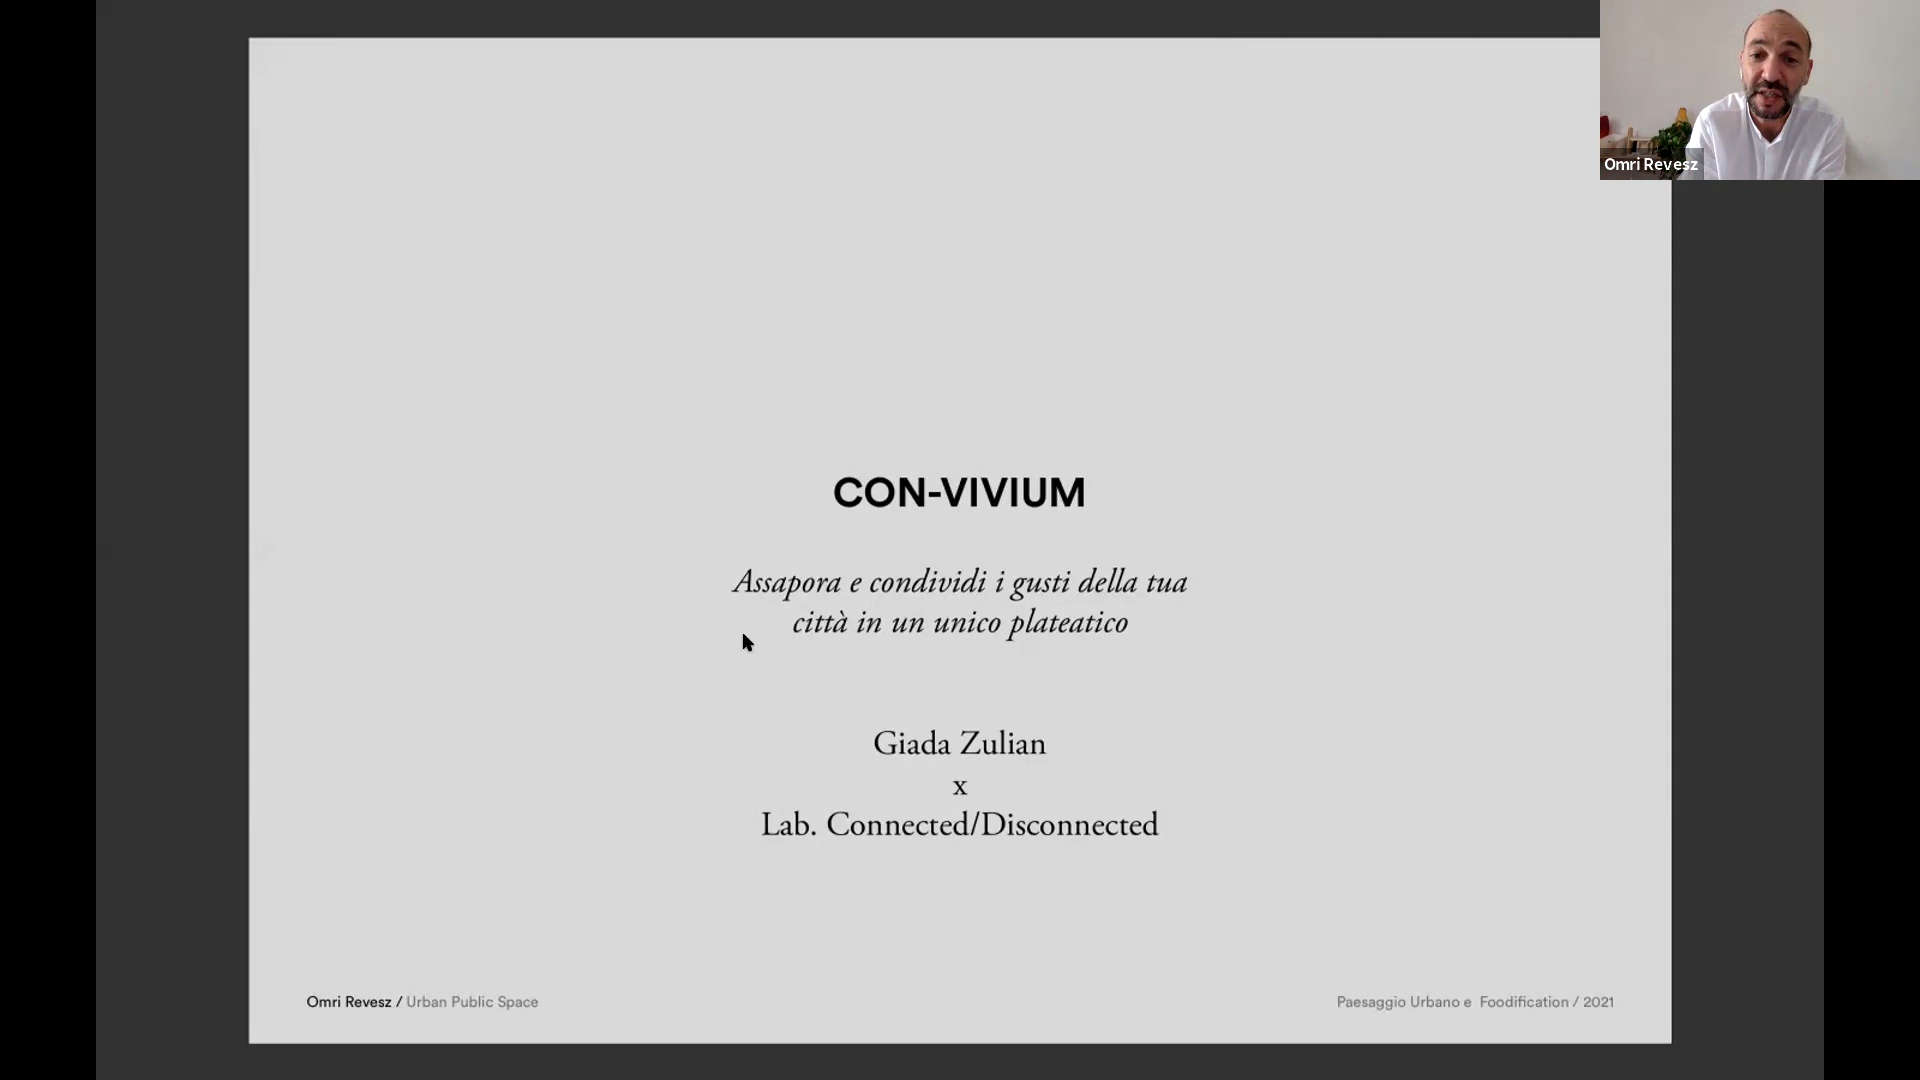 Omri Revesz
CON-VIVIUM
Assapora e condividi i gusti della tua
città in un unico plateatico
Giada Zulian
x
Lab. Connected/Disconnected
Omri Revesz / Urban Public Space
Paesaggio Urbano e Foodification / 2021